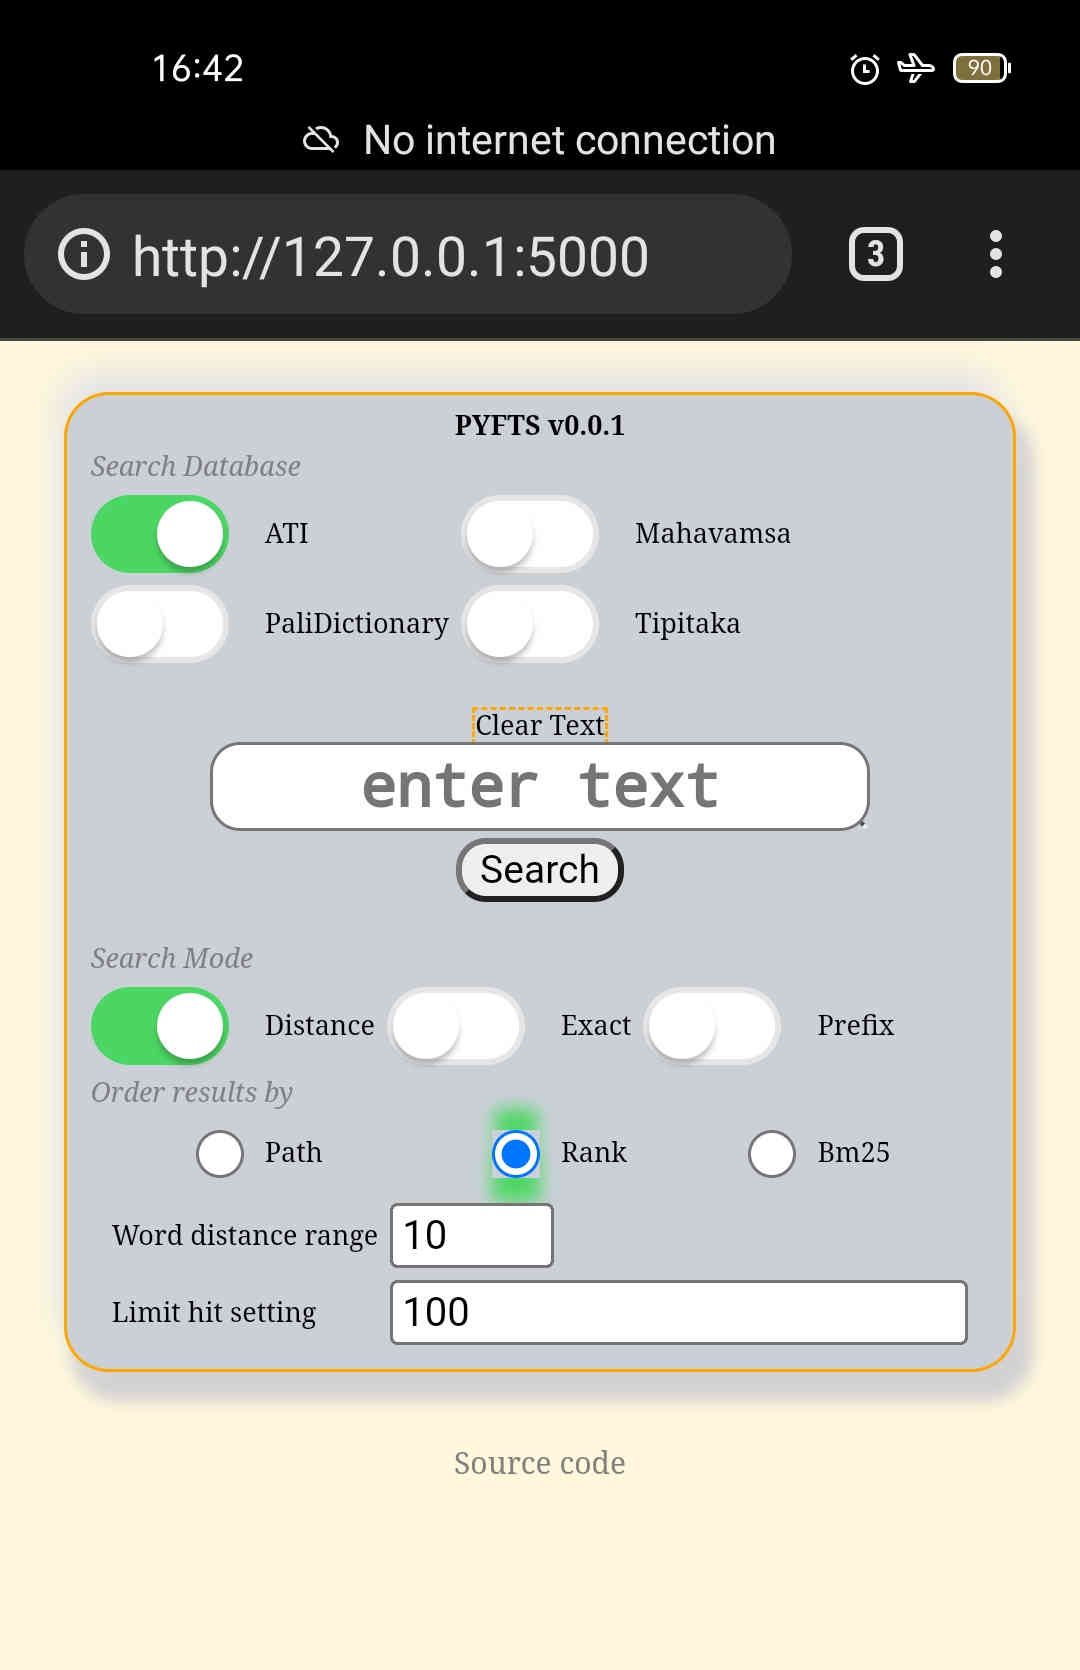 16:42
90
No internet connection
http://127.0.0.1:5000
3
PYFTS v0.0.1
Search Database
ATI Mahavamsa
PaliDictionary Tipitaka
Clear Text
enter text
Search
Search Mode
Distance Exact Prefix
Order results by
Path Rank Bm25
Word distance range 10
Limit hit setting 100
Source code